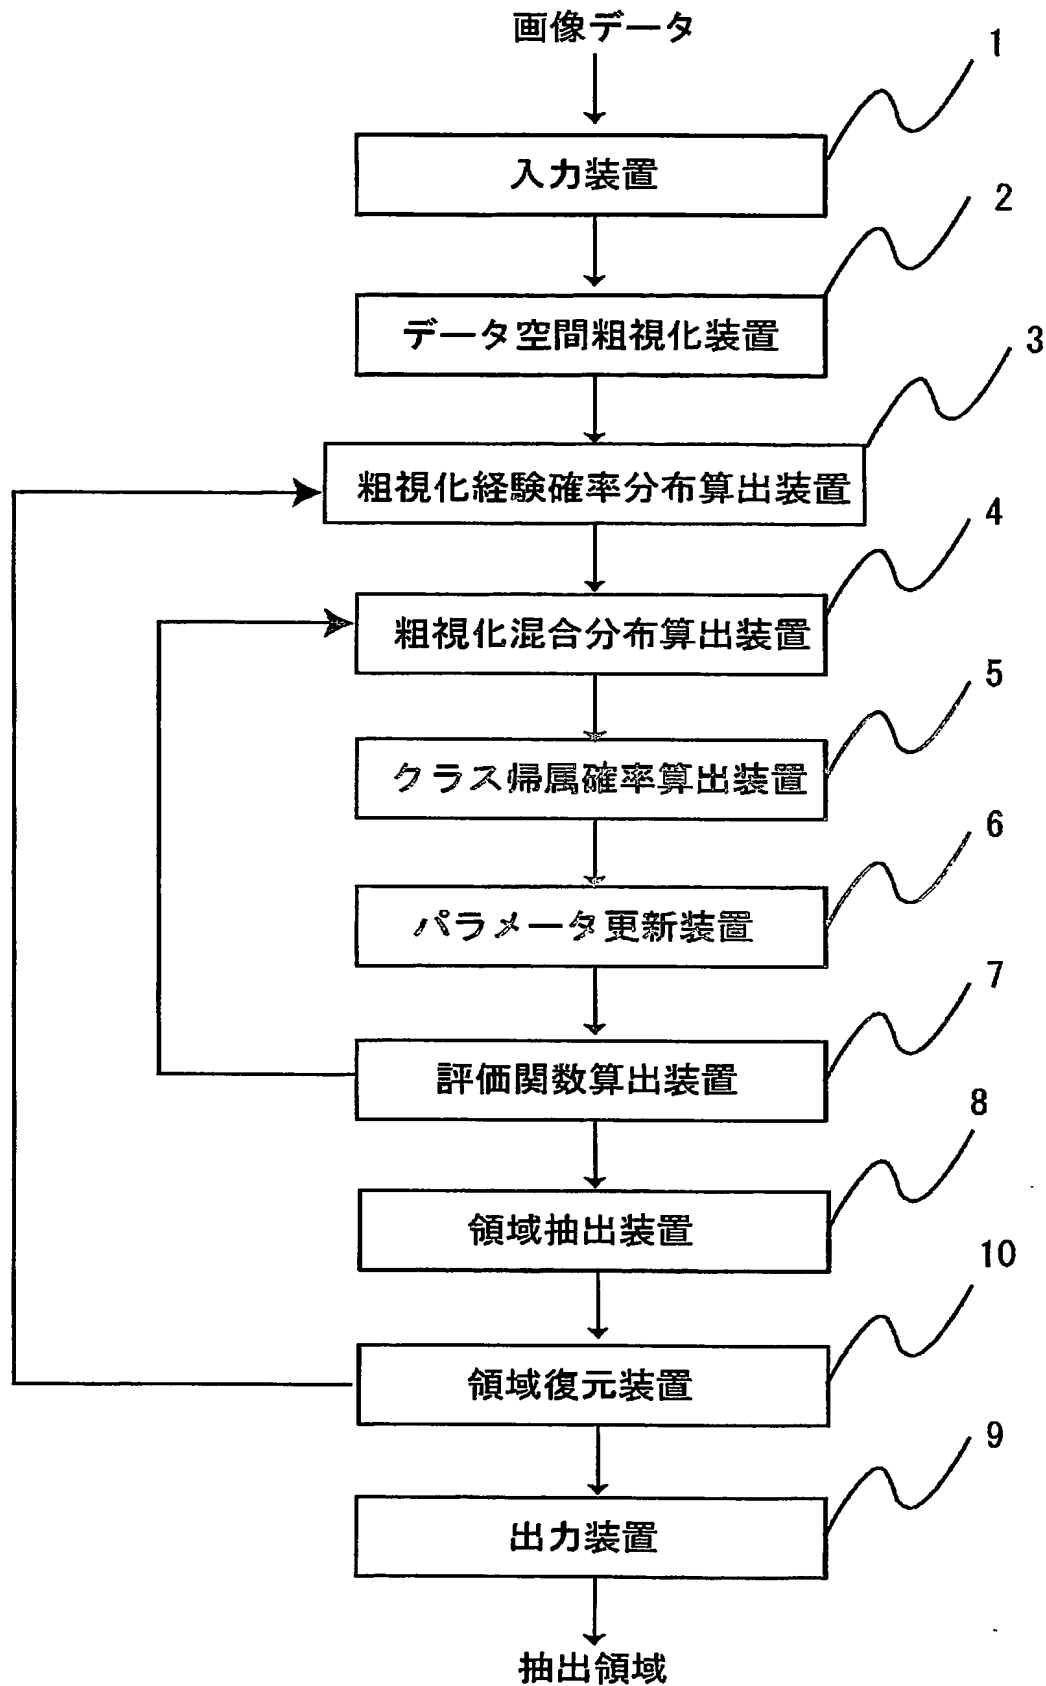 画像データ
1
入力装置
2
データ空間粗視化装置
3
粗視化経験確率分布算出装置
4
粗視化混合分布算出装置
5
クラス帰属確率算出装置
6
パラメータ更新装置
7
評価関数算出装置
8
領域抽出装置
10
領域復元装置
9
出力装置
抽出領域